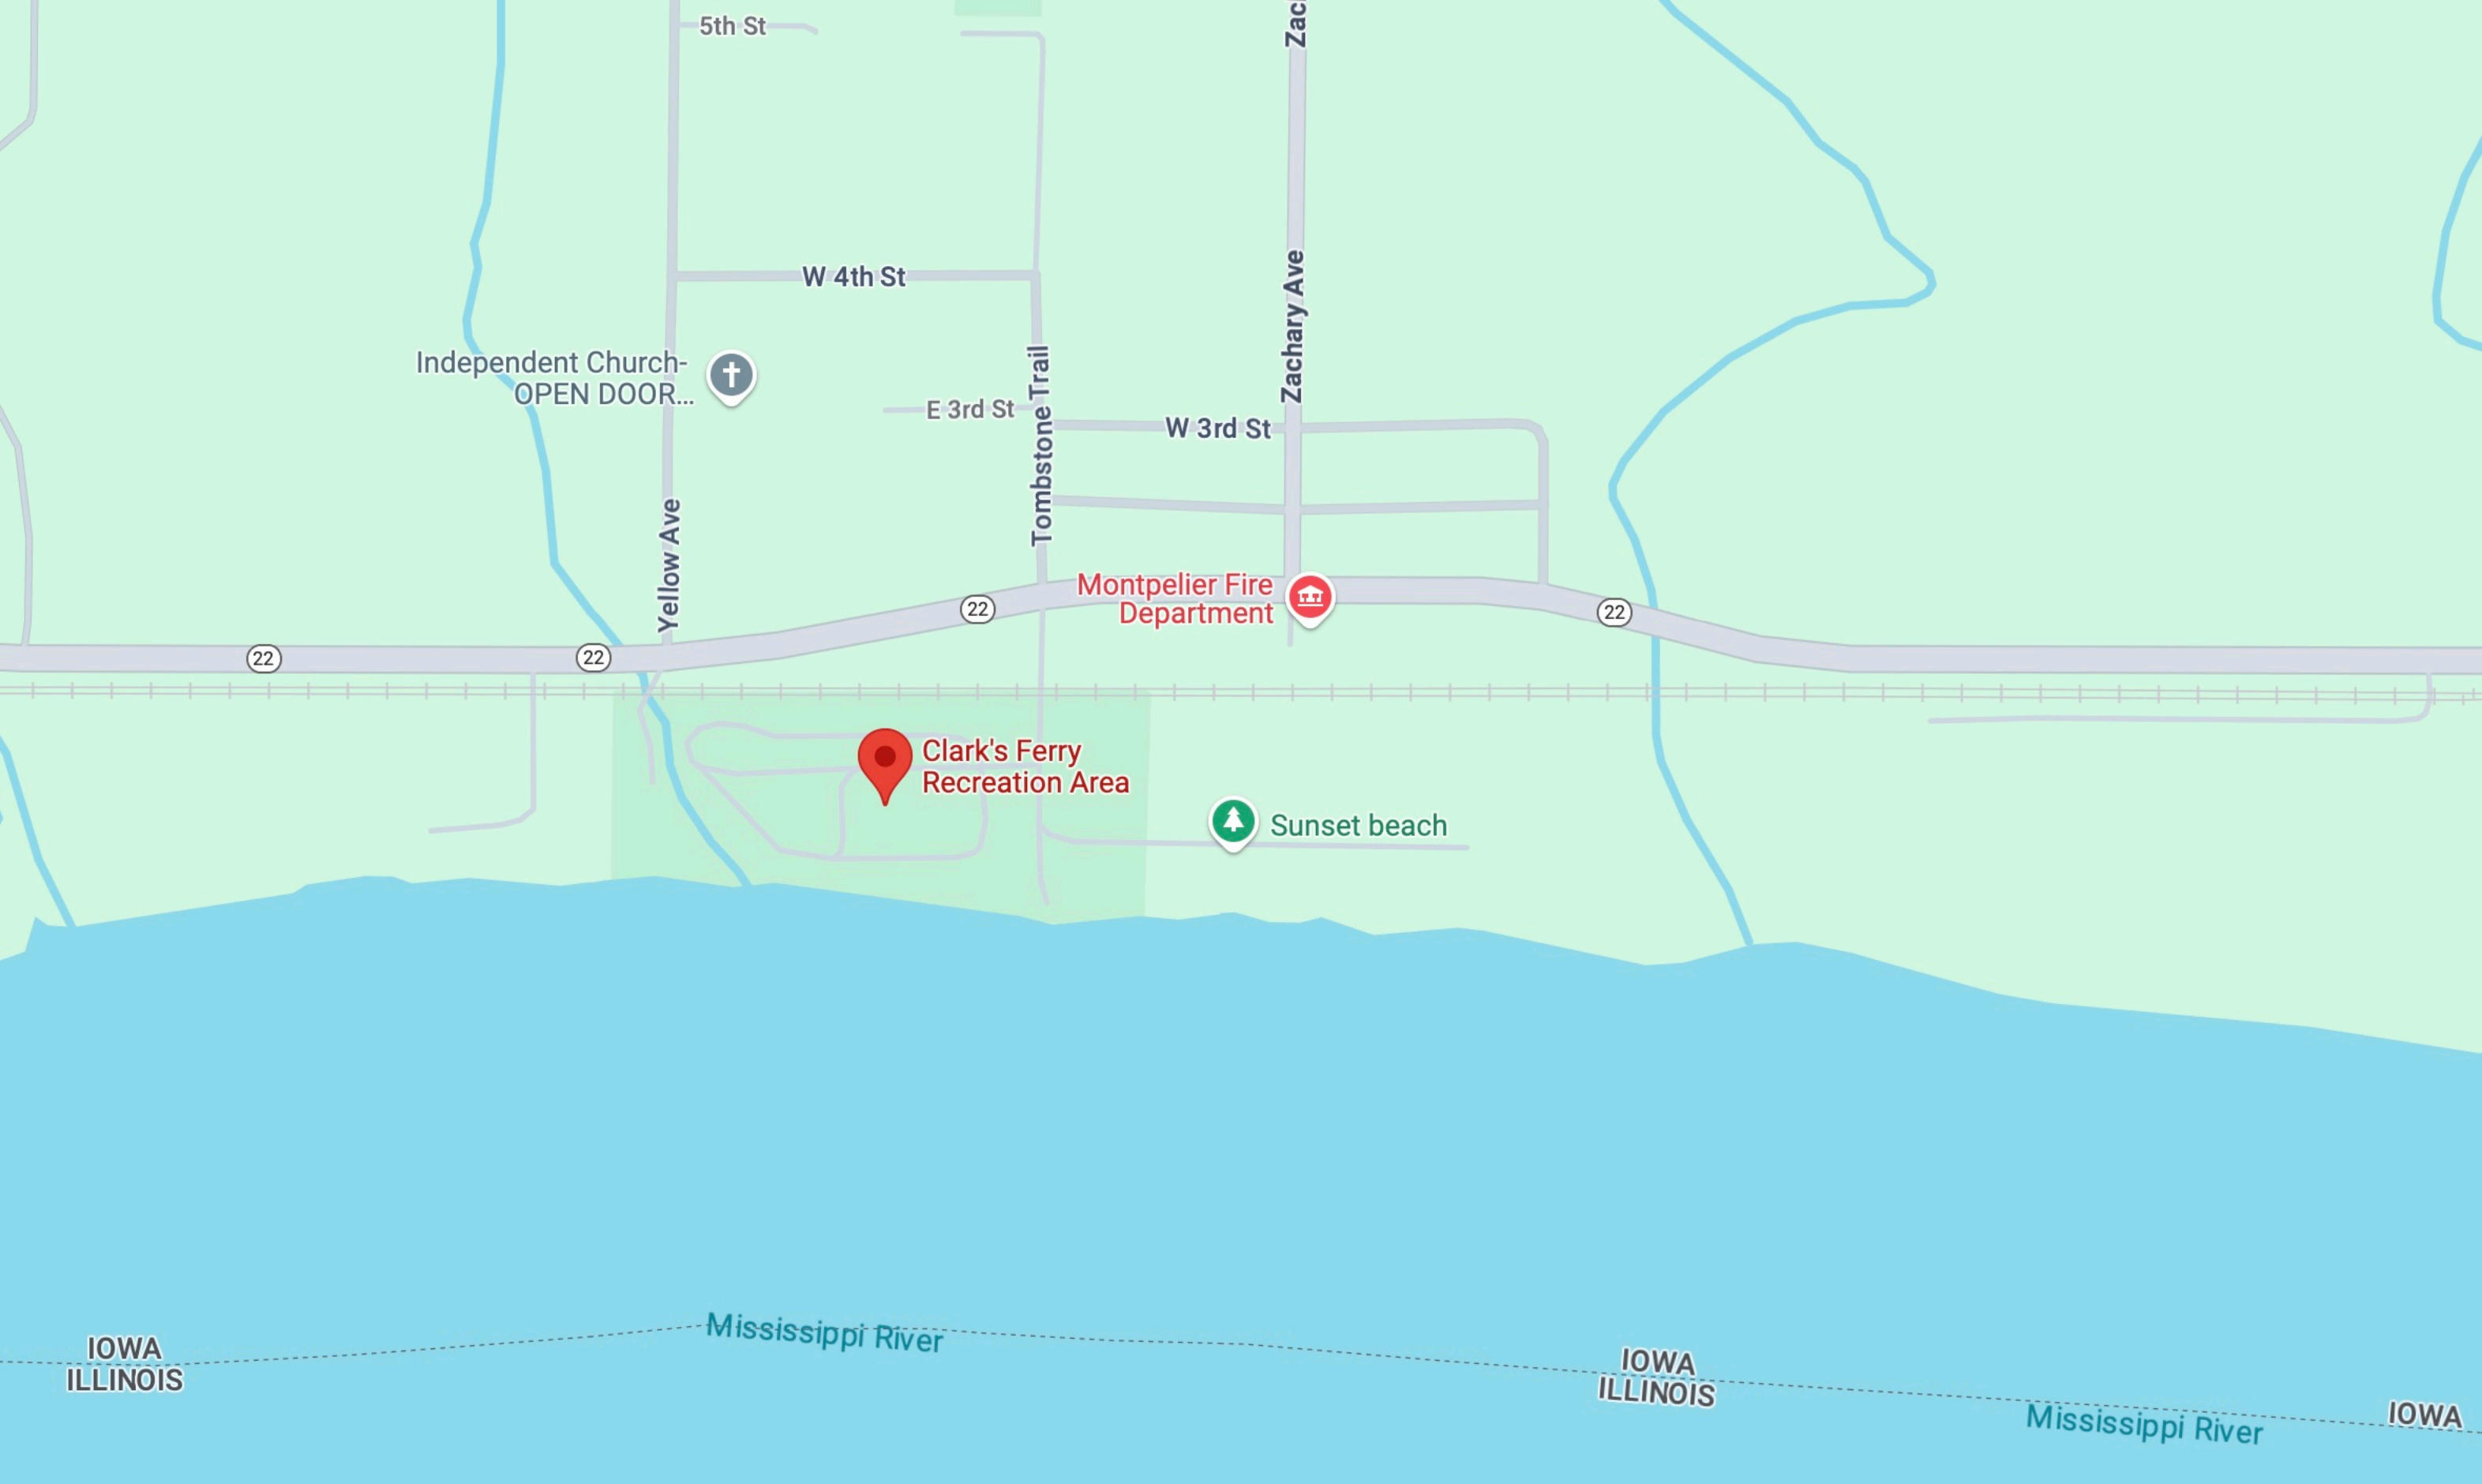 Zac
5th St
W 4th St
Zachary Ave
Independent Church-
OPEN DOOR...
E 3rd St
Tombstone Trail
W 3rd St
Yellow Ave
Montpelier Fire
Department
22
22
22
22
Clark's Ferry
Recreation Area
Sunset beach
Mississippi River
IOWA
ILLINOIS
IOWA
ILLINOIS
Mississippi River
IOWA